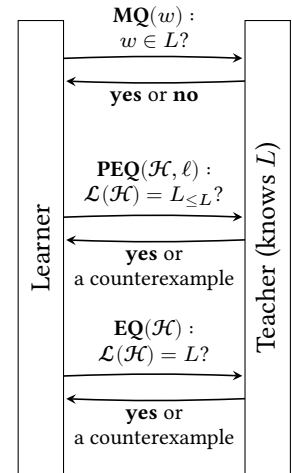 Learner
MQ(w) :
w ∈ L?
yes or no
PEQ(ℋ, ℓ) :
ℒ(ℋ) = L≤L?
yes or
a counterexample
EQ(ℋ) :
ℒ(ℋ) = L?
yes or
a counterexample
Teacher (knows L)